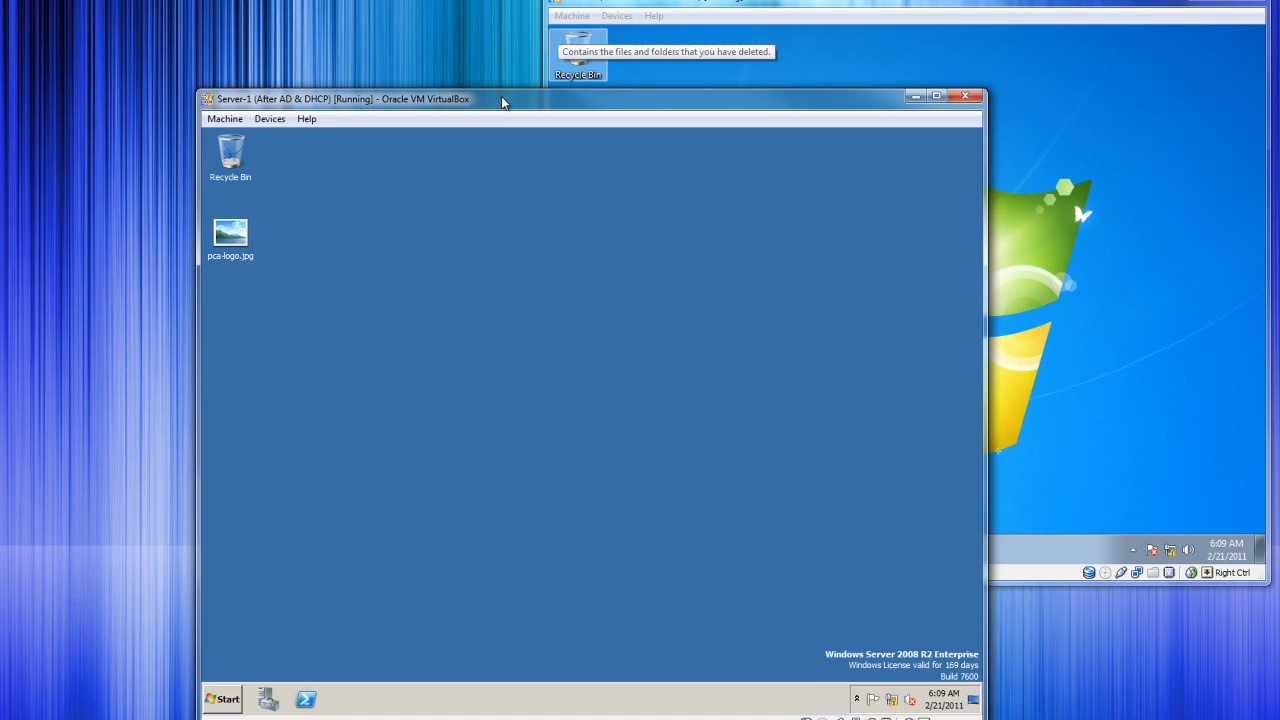 Machine Devices Help
Contains the files and folders that you have deleted.
Recycle Bin
Server-1 (After AD & DHCP) [Running] - Oracle VM VirtualBox
Machine Devices Help
Recycle Bin
pca-logo.jpg
6:09 AM
2/21/2011
Right Ctrl
Windows Server 2008 R2 Enterprise
Windows License valid for 169 days
Build 7600
Start
6:09 AM
2/21/2011